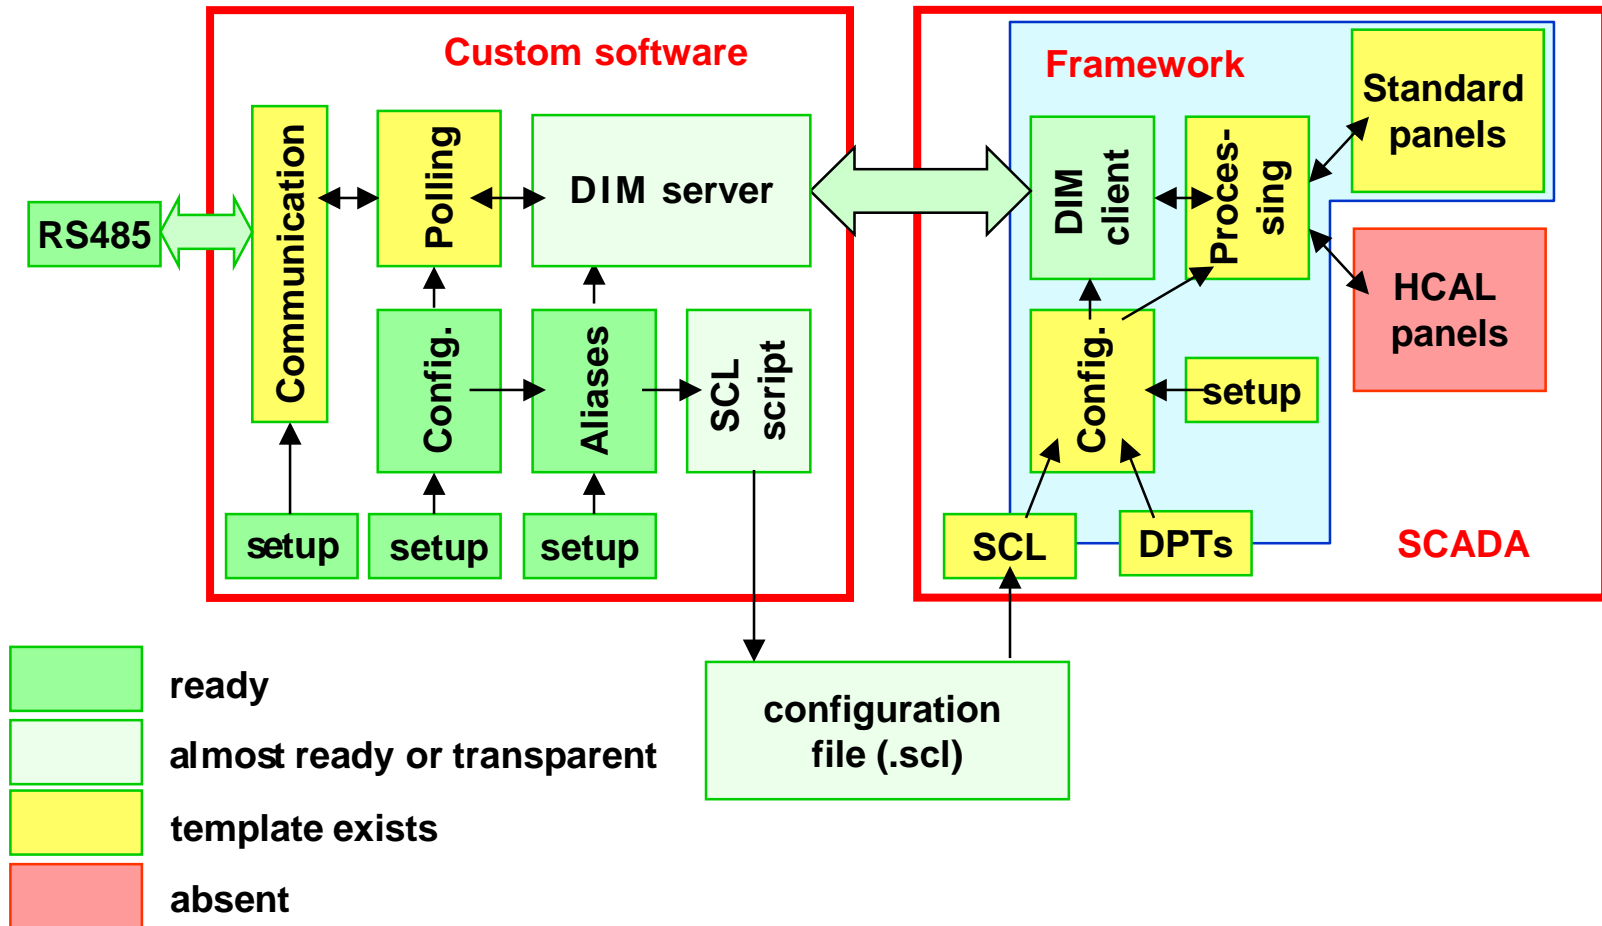 Custom software
Framework
Standard
panels
Communication
Polling
DIM server
DIM
client
Proces-
sing
RS485
HCAL
panels
Config.
Aliases
SCL
script
Config.
setup
setup
setup
setup
SCL
DPTs
SCADA
configuration
file (.scl)
ready
almost ready or transparent
template exists
absent